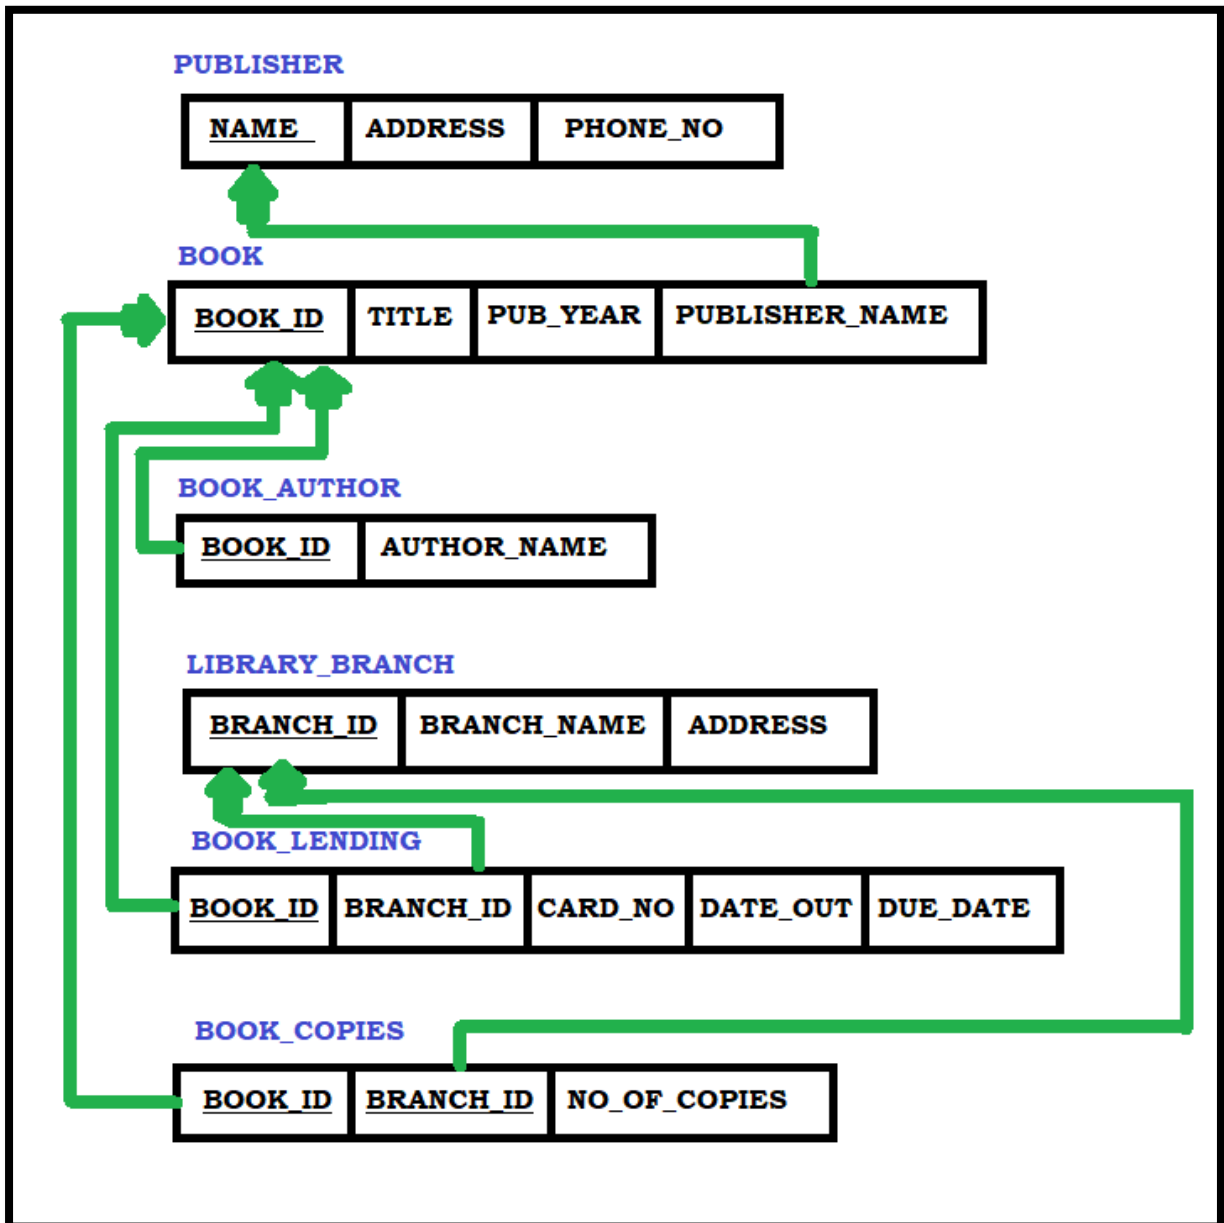 PUBLISHER
NAME ADDRESS PHONE_NO
BOOK
BOOK_ID TITLE PUB_YEAR PUBLISHER_NAME
BOOK_AUTHOR
BOOK_ID AUTHOR_NAME
LIBRARY_BRANCH
BRANCH_ID BRANCH_NAME ADDRESS
BOOK_LENDING
BOOK_ID BRANCH_ID CARD_NO DATE_OUT DUE_DATE
BOOK_COPIES
BOOK_ID BRANCH_ID NO_OF_COPIES